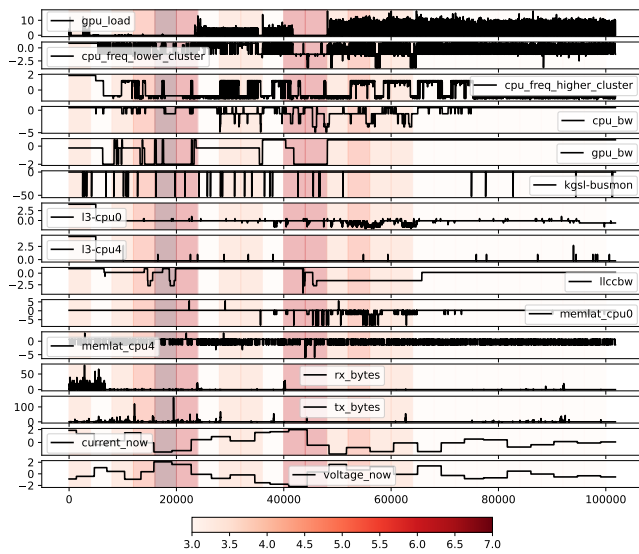 10
0
gpu_load
0.0
−2.5
cpu_freq_lower_cluster
2
0
cpu_freq_higher_cluster
0
−5
cpu_bw
0
−2
gpu_bw
0
−50
kgsl-busmon
2.5
0.0
l3-cpu0
2.5
0.0
l3-cpu4
0.0
−2.5
llccbw
5
0
−5
memlat_cpu0
0
−5
memlat_cpu4
50
0
rx_bytes
100
0
tx_bytes
2
0
current_now
2
0
−2
voltage_now
0 20000 40000 60000 80000 100000
3.0 3.5 4.0 4.5 5.0 5.5 6.0 6.5 7.0